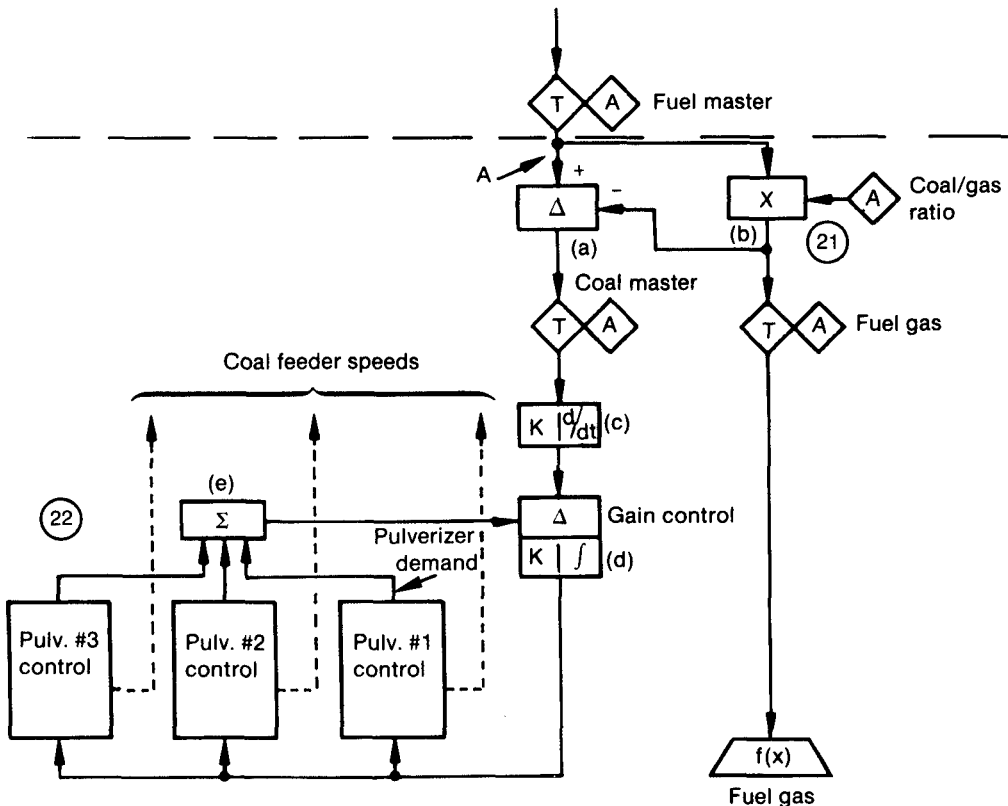 T A Fuel master
A + -
Δ
(a)
X
A
Coal/gas
ratio
(b)
21
Coal master
T A
T A Fuel gas
Coal feeder speeds
K d/dt (c)
(e)
22
Σ
Δ Gain control
Pulverizer
demand
K ∫ (d)
Pulv. #3
control
Pulv. #2
control
Pulv. #1
control
f(x)
Fuel gas